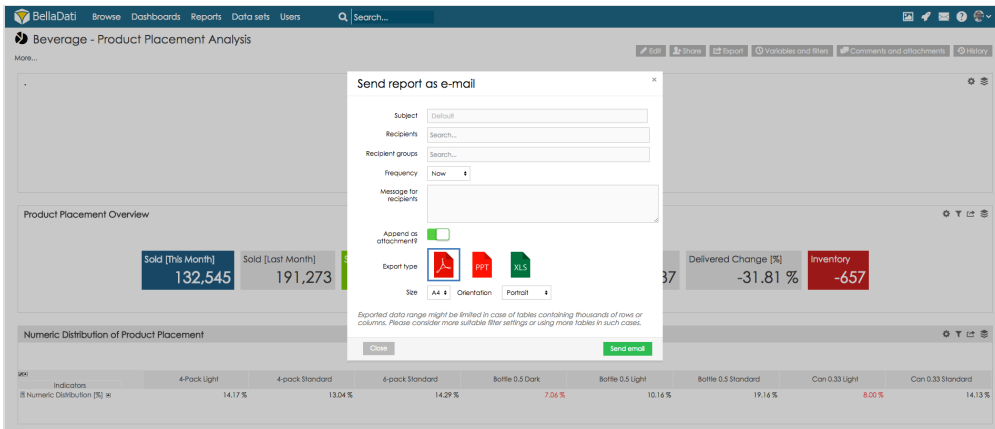 BellaDati Browse Dashboards Reports Data sets Users Search...
Beverage - Product Placement Analysis
Edit Share Export Variables and filters Comments and attachments History
More...
.
Send report as e-mail ×
Subject Default
Recipients Search...
Recipient groups Search...
Frequency Now
Message for
recipients
Append as
attachment?
Export type PPT XLS
Size A4 Orientation Portrait
Exported data range might be limited in case of tables containing thousands of rows or
columns. Please consider more suitable filter settings or using more tables in such cases.
Close Send email
Product Placement Overview
Sold [This Month] Sold [Last Month] Delivered Change [%] Inventory
132,545 191,273 37 -31.81 % -657
Numeric Distribution of Product Placement
Indicators 4-Pack Light 4-pack Standard 6-pack Standard Bottle 0.5 Dark Bottle 0.5 Light Bottle 0.5 Standard Can 0.33 Light Can 0.33 Standard
Numeric Distribution [%] 14.17 % 13.04 % 14.29 % 7.06 % 10.16 % 19.16 % 8.00 % 14.13 %